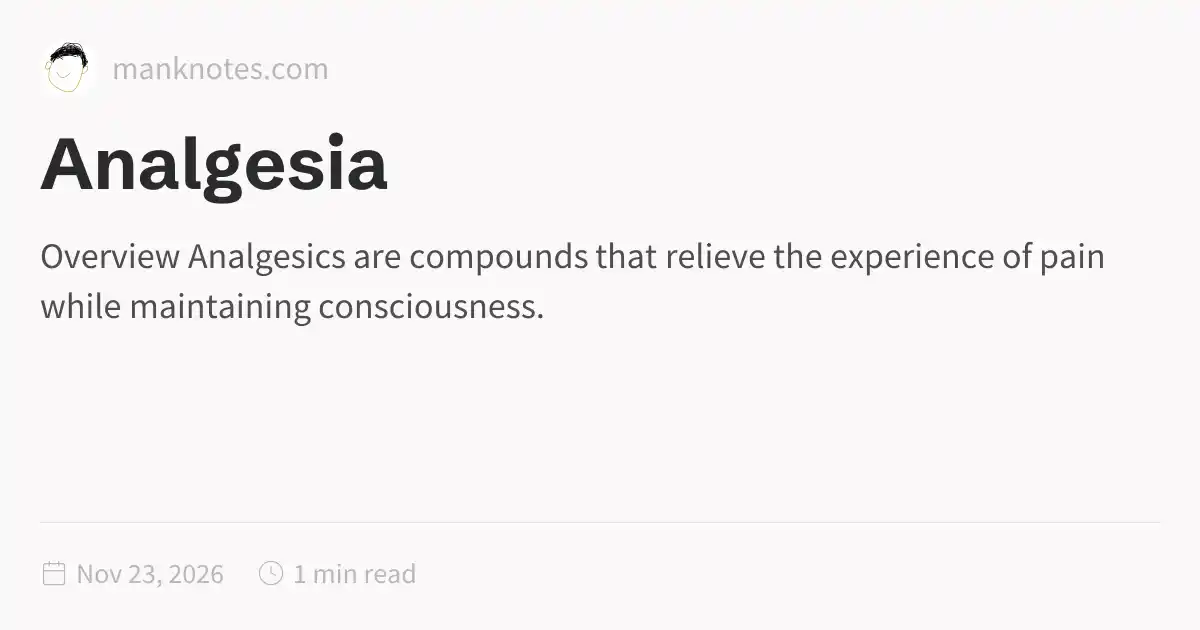 manknotes.com
Analgesia
Overview Analgesics are compounds that relieve the experience of pain
while maintaining consciousness.
Nov 23, 2026 1 min read